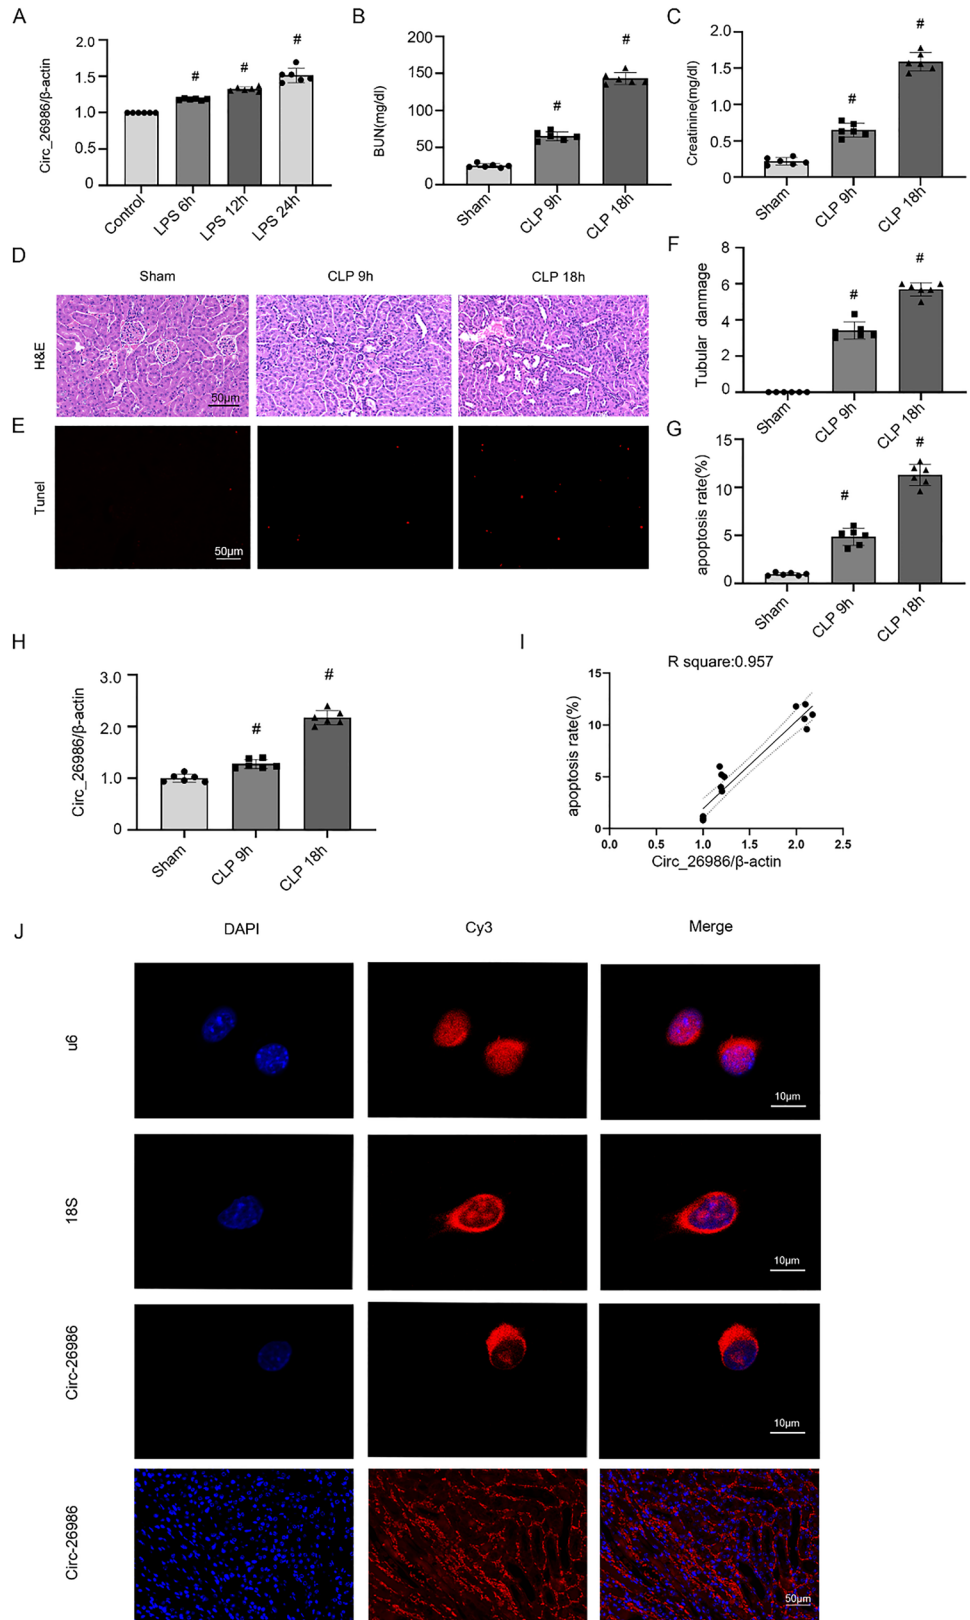 A
Circ_26986/β-actin
2.0
1.5
1.0
0.5
0
#
#
#
Control
LPS 6h
LPS 12h
LPS 24h
B
BUN(mg/dl)
200
150
100
50
0
#
#
Sham
CLP 9h
CLP 18h
C
Creatinine(mg/dl)
2.0
1.5
1.0
0.5
0
#
#
Sham
CLP 9h
CLP 18h
D
Sham
CLP 9h
CLP 18h
H&E
50μm
E
Tunel
50μm
F
Tubular danmage
8
6
4
2
0
#
#
Sham
CLP 9h
CLP 18h
G
apoptosis rate(%)
15
10
5
0
#
#
Sham
CLP 9h
CLP 18h
H
Circ_26986/β-actin
3.0
2.0
1.0
0
#
#
Sham
CLP 9h
CLP 18h
I
R square:0.957
apoptosis rate(%)
15
10
5
0
0.0 0.5 1.0 1.5 2.0 2.5
Circ_26986/β-actin
J
DAPI
Cy3
Merge
u6
10μm
18S
10μm
Circ-26986
10μm
Circ-26986
50μm